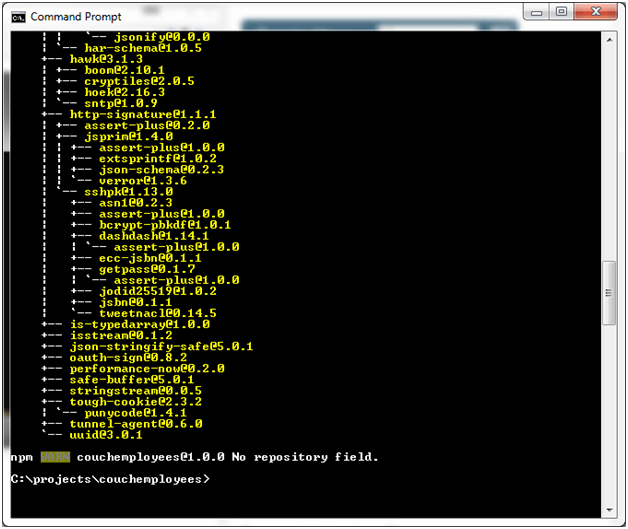 Command Prompt
| |     `-- jsonify@0.0.0
| `-- har-schema@1.0.5
+-- hawk@3.1.3
| +-- boom@2.10.1
| +-- cryptiles@2.0.5
| +-- hoek@2.16.3
| `-- sntp@1.0.9
+-- http-signature@1.1.1
| +-- assert-plus@0.2.0
| +-- jsprim@1.4.0
| | +-- assert-plus@1.0.0
| | +-- extsprintf@1.0.2
| | +-- json-schema@0.2.3
| | `-- verror@1.3.6
| `-- sshpk@1.13.0
|   +-- asn1@0.2.3
|   +-- assert-plus@1.0.0
|   +-- bcrypt-pbkdf@1.0.1
|   +-- dashdash@1.14.1
|   | `-- assert-plus@1.0.0
|   +-- ecc-jsbn@0.1.1
|   +-- getpass@0.1.7
|   | `-- assert-plus@1.0.0
|   +-- jodid25519@1.0.2
|   +-- jsbn@0.1.1
|   `-- tweetnacl@0.14.5
+-- is-typedarray@1.0.0
+-- isstream@0.1.2
+-- json-stringify-safe@5.0.1
+-- oauth-sign@0.8.2
+-- performance-now@0.2.0
+-- safe-buffer@5.0.1
+-- stringstream@0.0.5
+-- tough-cookie@2.3.2
| `-- punycode@1.4.1
+-- tunnel-agent@0.6.0
`-- uuid@3.0.1
npm WARN couchemployees@1.0.0 No repository field.
C:\projects\couchemployees>